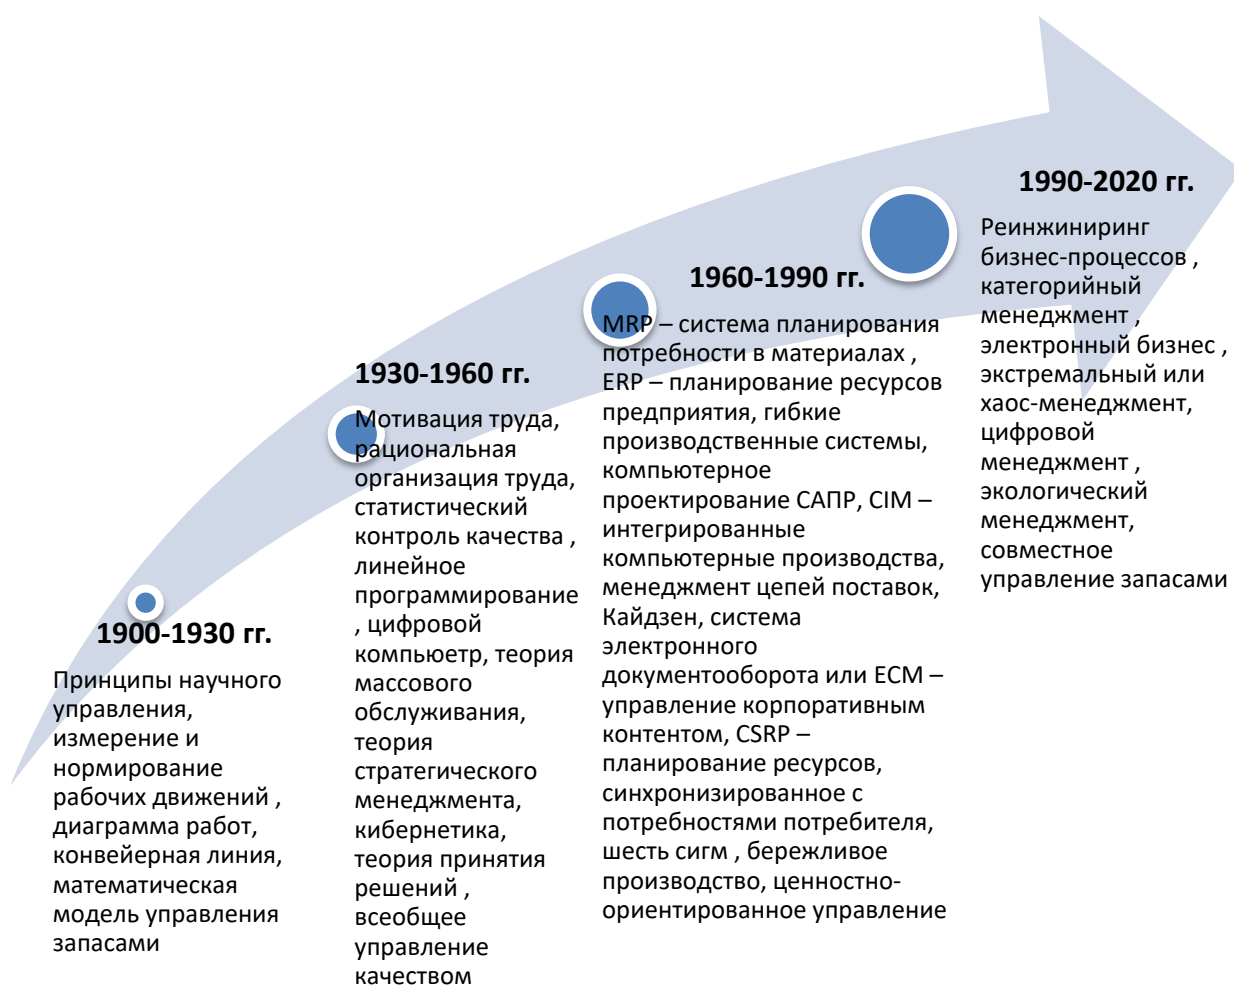 1900-1930 гг.
Принципы научного
управления,
измерение и
нормирование
рабочих движений ,
диаграмма работ,
конвейерная линия,
математическая
модель управления
запасами
1930-1960 гг.
Мотивация труда,
рациональная
организация труда,
статистический
контроль качества ,
линейное
программирование
, цифровой
компьюетр, теория
массового
обслуживания,
теория
стратегического
менеджмента,
кибернетика,
теория принятия
решений ,
всеобщее
управление
качеством
1960-1990 гг.
MRP – система планирования
потребности в материалах ,
ERP – планирование ресурсов
предприятия, гибкие
производственные системы,
компьютерное
проектирование САПР, CIM –
интегрированные
компьютерные производства,
менеджмент цепей поставок,
Кайдзен, система
электронного
документооборота или ECM –
управление корпоративным
контентом, CSRP –
планирование ресурсов,
синхронизированное с
потребностями потребителя,
шесть сигм , бережливое
производство, ценностно-
ориентированное управление
1990-2020 гг.
Реинжиниринг
бизнес-процессов ,
категорийный
менеджмент ,
электронный бизнес ,
экстремальный или
хаос-менеджмент,
цифровой
менеджмент ,
экологический
менеджмент,
совместное
управление запасами